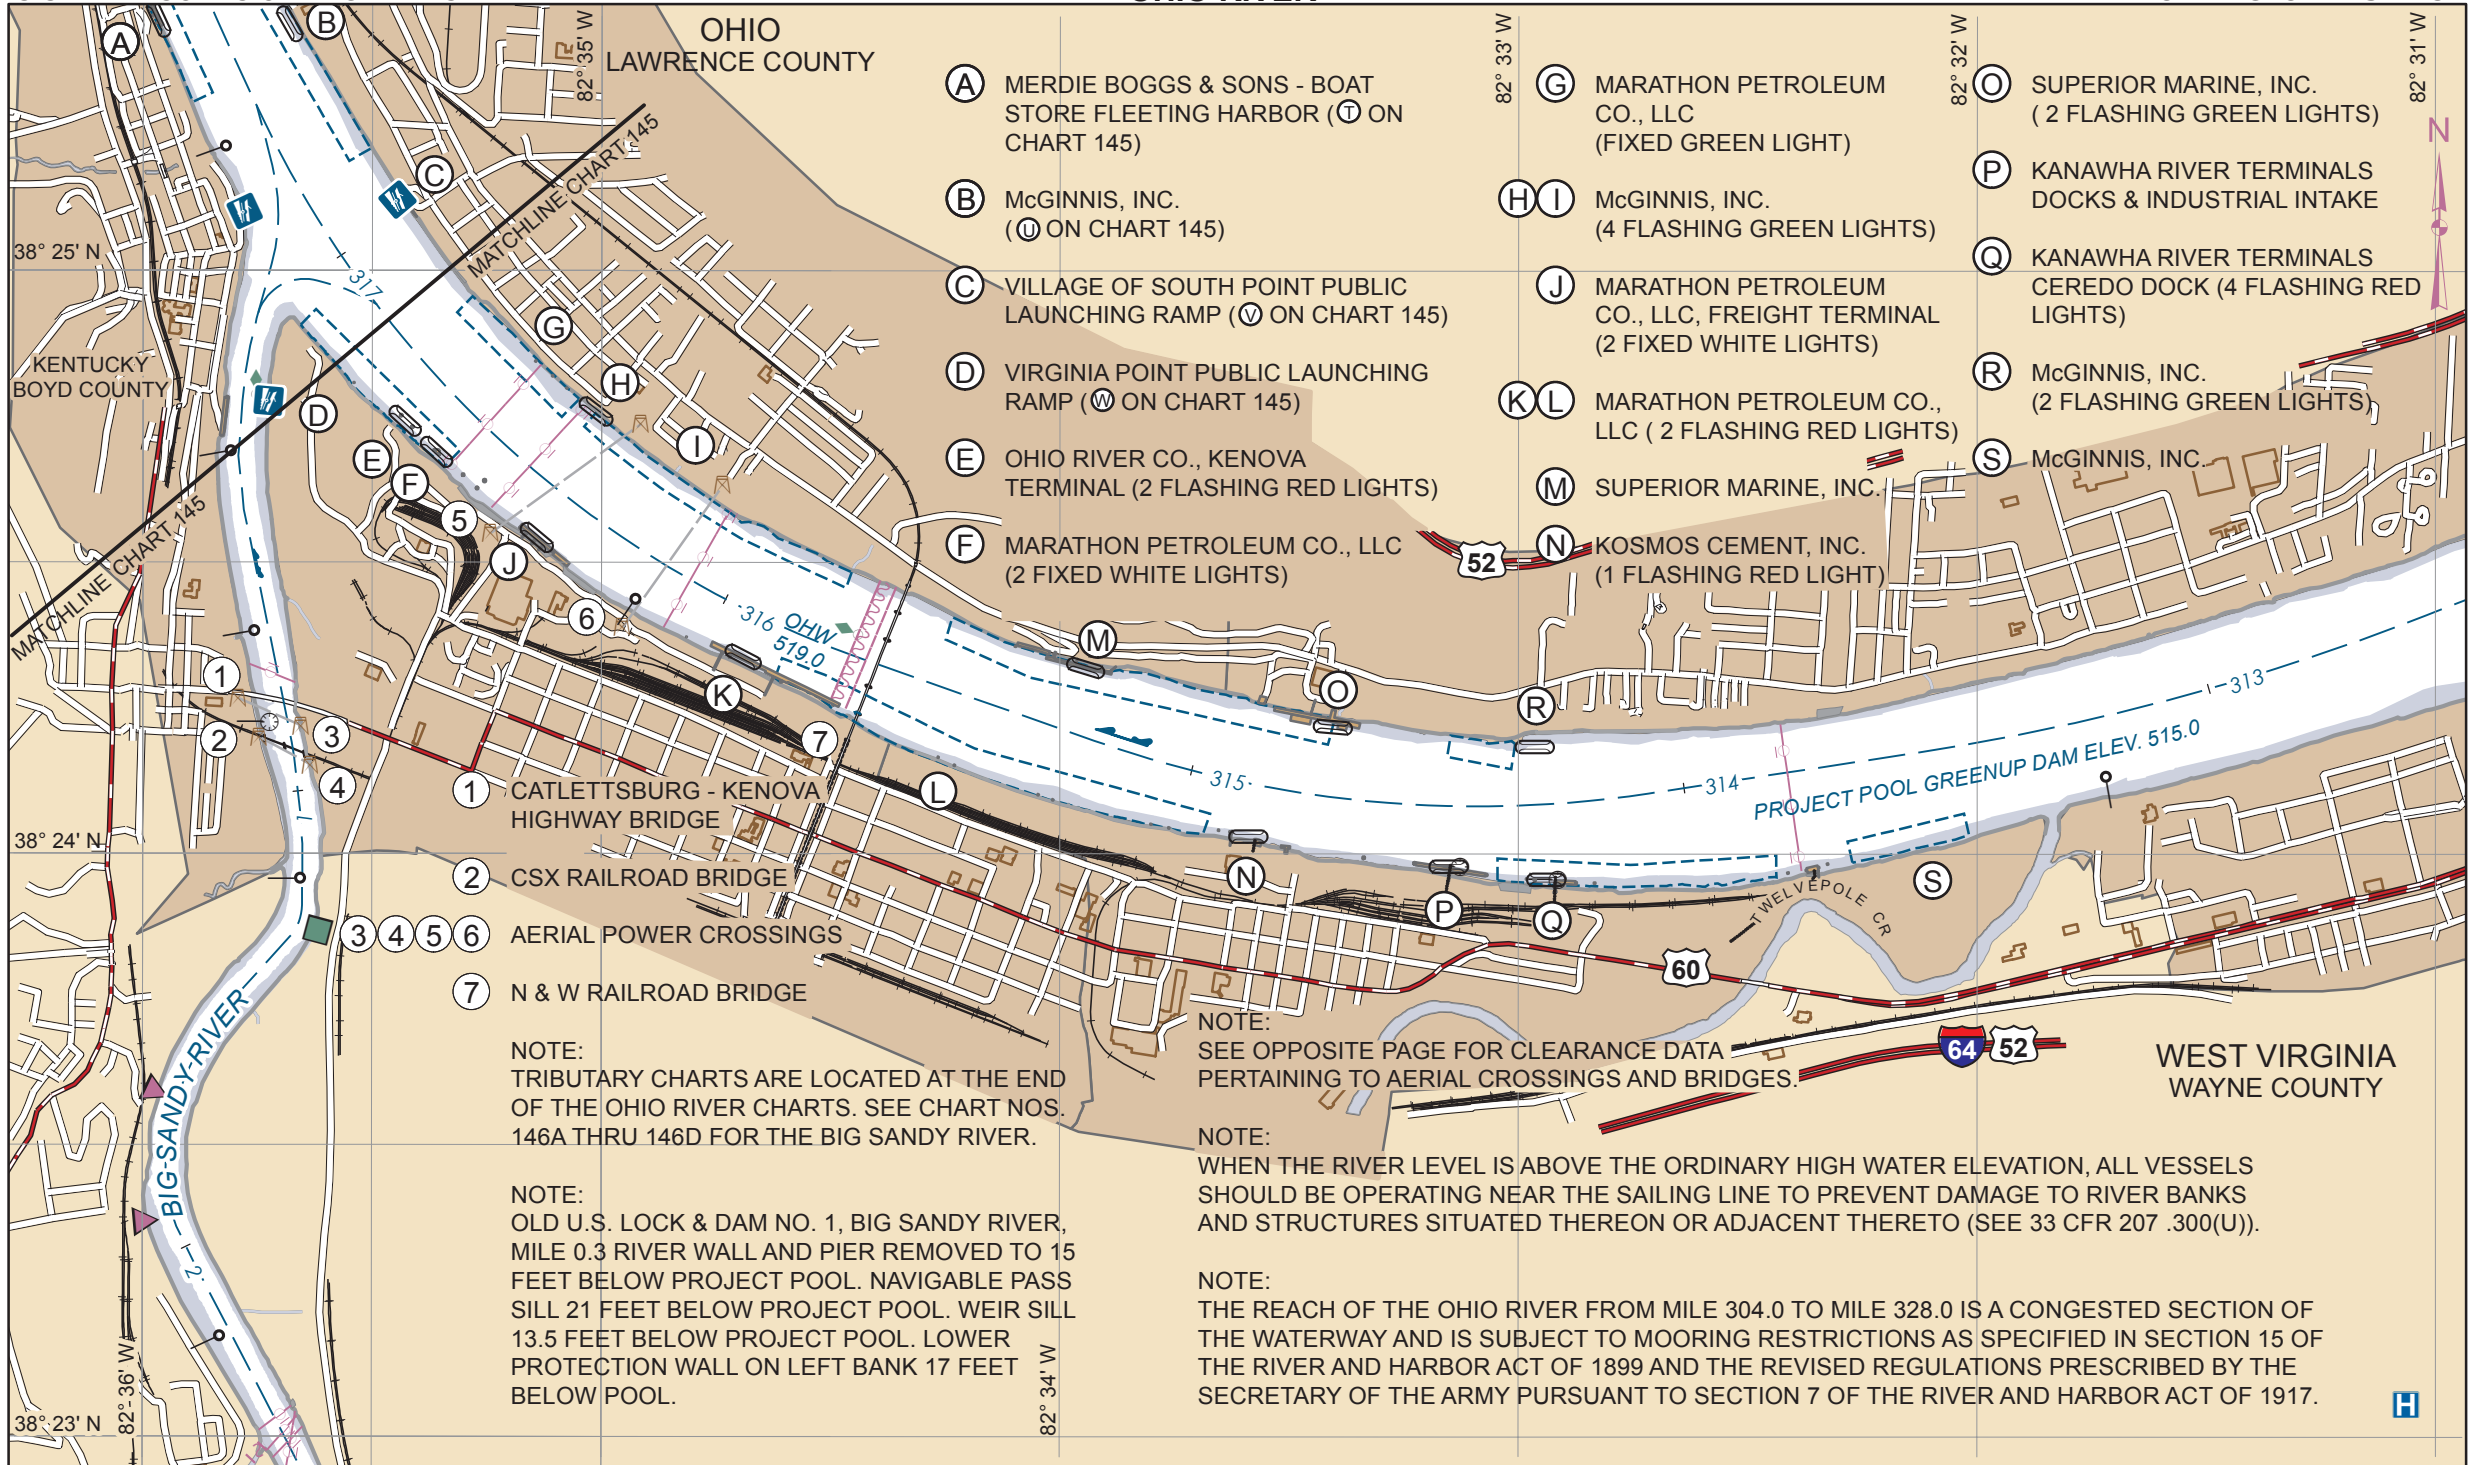 OHIO
LAWRENCE COUNTY
82° 35' W
82° 33' W
82° 32' W
82° 31' W
N
A MERDIE BOGGS & SONS - BOAT
STORE FLEETING HARBOR ( T ON
CHART 145)
B McGINNIS, INC.
( U ON CHART 145)
C VILLAGE OF SOUTH POINT PUBLIC
LAUNCHING RAMP ( V ON CHART 145)
D VIRGINIA POINT PUBLIC LAUNCHING
RAMP ( W ON CHART 145)
E OHIO RIVER CO., KENOVA
TERMINAL (2 FLASHING RED LIGHTS)
F MARATHON PETROLEUM CO., LLC
(2 FIXED WHITE LIGHTS)
G MARATHON PETROLEUM
CO., LLC
(FIXED GREEN LIGHT)
H I McGINNIS, INC.
(4 FLASHING GREEN LIGHTS)
J MARATHON PETROLEUM
CO., LLC, FREIGHT TERMINAL
(2 FIXED WHITE LIGHTS)
K L MARATHON PETROLEUM CO.,
LLC ( 2 FLASHING RED LIGHTS)
M SUPERIOR MARINE, INC.
N KOSMOS CEMENT, INC.
(1 FLASHING RED LIGHT)
O SUPERIOR MARINE, INC.
( 2 FLASHING GREEN LIGHTS)
P KANAWHA RIVER TERMINALS
DOCKS & INDUSTRIAL INTAKE
Q KANAWHA RIVER TERMINALS
CEREDO DOCK (4 FLASHING RED
LIGHTS)
R McGINNIS, INC.
(2 FLASHING GREEN LIGHTS)
S McGINNIS, INC.
A
B
C
MATCHLINE CHART 145
38° 25' N
317
G
H
I
KENTUCKY
BOYD COUNTY
D
E
F
5
J
6
MATCHLINE CHART 145
52
316
OHW
519.0
M
O
R
313
314
315
PROJECT POOL GREENUP DAM ELEV. 515.0
1
2
3
4
K
7
L
N
P
Q
S
TWELVEPOLE CR
60
64
52
38° 24' N
1 CATLETTSBURG - KENOVA
HIGHWAY BRIDGE
2 CSX RAILROAD BRIDGE
3 4 5 6 AERIAL POWER CROSSINGS
7 N & W RAILROAD BRIDGE
BIG SANDY RIVER
2
WEST VIRGINIA
WAYNE COUNTY
NOTE:
TRIBUTARY CHARTS ARE LOCATED AT THE END
OF THE OHIO RIVER CHARTS. SEE CHART NOS.
146A THRU 146D FOR THE BIG SANDY RIVER.
NOTE:
OLD U.S. LOCK & DAM NO. 1, BIG SANDY RIVER,
MILE 0.3 RIVER WALL AND PIER REMOVED TO 15
FEET BELOW PROJECT POOL. NAVIGABLE PASS
SILL 21 FEET BELOW PROJECT POOL. WEIR SILL
13.5 FEET BELOW PROJECT POOL. LOWER
PROTECTION WALL ON LEFT BANK 17 FEET
BELOW POOL.
NOTE:
SEE OPPOSITE PAGE FOR CLEARANCE DATA
PERTAINING TO AERIAL CROSSINGS AND BRIDGES.
NOTE:
WHEN THE RIVER LEVEL IS ABOVE THE ORDINARY HIGH WATER ELEVATION, ALL VESSELS
SHOULD BE OPERATING NEAR THE SAILING LINE TO PREVENT DAMAGE TO RIVER BANKS
AND STRUCTURES SITUATED THEREON OR ADJACENT THERETO (SEE 33 CFR 207 .300(U)).
NOTE:
THE REACH OF THE OHIO RIVER FROM MILE 304.0 TO MILE 328.0 IS A CONGESTED SECTION OF
THE WATERWAY AND IS SUBJECT TO MOORING RESTRICTIONS AS SPECIFIED IN SECTION 15 OF
THE RIVER AND HARBOR ACT OF 1899 AND THE REVISED REGULATIONS PRESCRIBED BY THE
SECRETARY OF THE ARMY PURSUANT TO SECTION 7 OF THE RIVER AND HARBOR ACT OF 1917.
38° 23' N
82° 36' W
82° 34' W
H